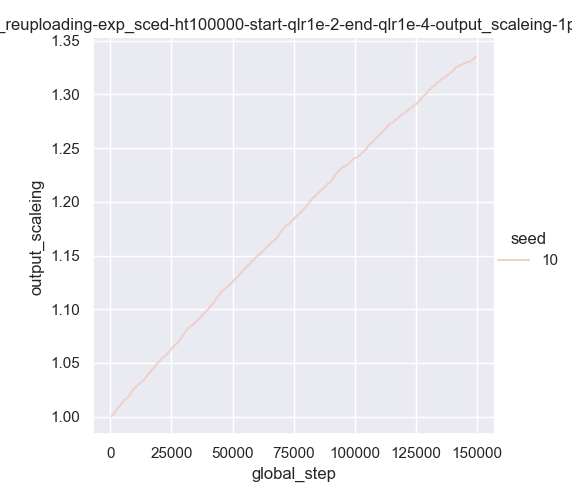 _reuploading-exp_sced-ht100000-start-qlr1e-2-end-qlr1e-4-output_scaleing-1p
1.35
1.30
1.25
1.20
1.15
1.10
1.05
1.00
output_scaleing
0 25000 50000 75000 100000 125000 150000
global_step
seed
10